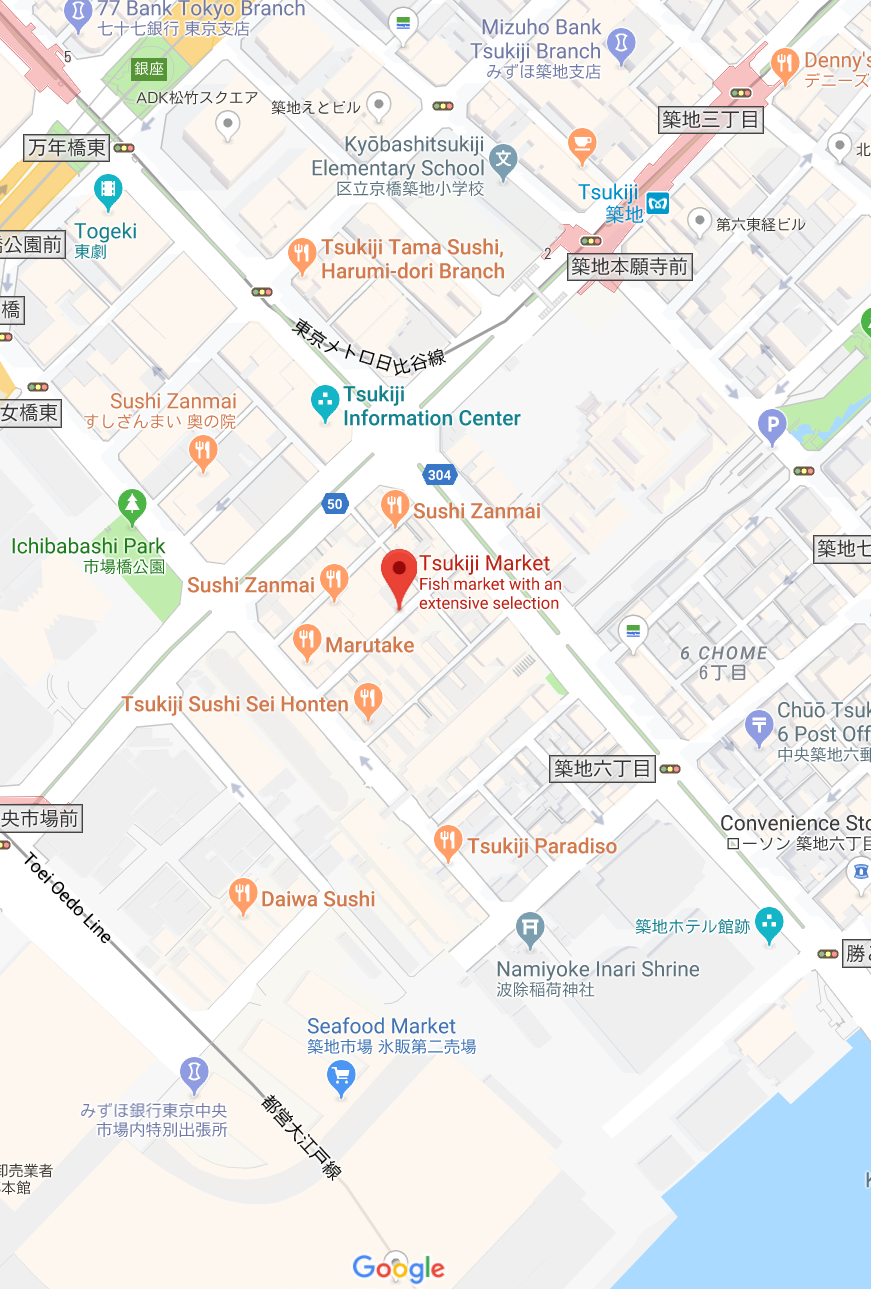 77 Bank Tokyo Branch
七十七銀行 東京支店
5
銀座
ADK松竹スクエア
築地えとビル
Mizuho Bank
Tsukiji Branch
みずほ築地支店
Denny's
デニーズ
築地三丁目
万年橋東
Kyōbashitsukiji
Elementary School
区立京橋築地小学校
文
北
Togeki
東劇
Tsukiji
築地
第六東経ビル
公園前
Tsukiji Tama Sushi,
Harumi-dori Branch
2
築地本願寺前
橋
東京メトロ日比谷線
Tsukiji
Information Center
Sushi Zanmai
すしざんまい 奥の院
女橋東
P
304
50
Sushi Zanmai
Ichibabashi Park
市場橋公園
築地七
Tsukiji Market
Fish market with an
extensive selection
Sushi Zanmai
Marutake
6 CHOME
6丁目
Tsukiji Sushi Sei Honten
Chūō Tsuk
6 Post Off
中央築地六郵
築地六丁目
央市場前
Convenience Sto
ローソン 築地六丁目
Tsukiji Paradiso
Toei Oedo Line
Daiwa Sushi
築地ホテル館跡
勝
Namiyoke Inari Shrine
波除稲荷神社
Seafood Market
築地市場 氷販第二売場
みずほ銀行東京中央
市場内特別出張所
都営大江戸線
卸売業者
本館
K
Google